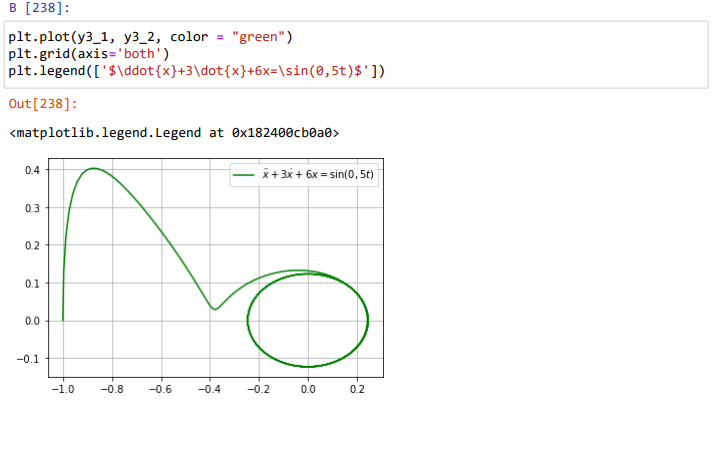 В [238]:
plt.plot(y3_1, y3_2, color = "green")
plt.grid(axis='both')
plt.legend(['$\ddot{x}+3\dot{x}+6x=\sin(0,5t)$'])
Out[238]:
<matplotlib.legend.Legend at 0x182400cb0a0>
ẍ + 3ẋ + 6x = sin(0, 5t)
0.4
0.3
0.2
0.1
0.0
−0.1
−1.0 −0.8 −0.6 −0.4 −0.2 0.0 0.2